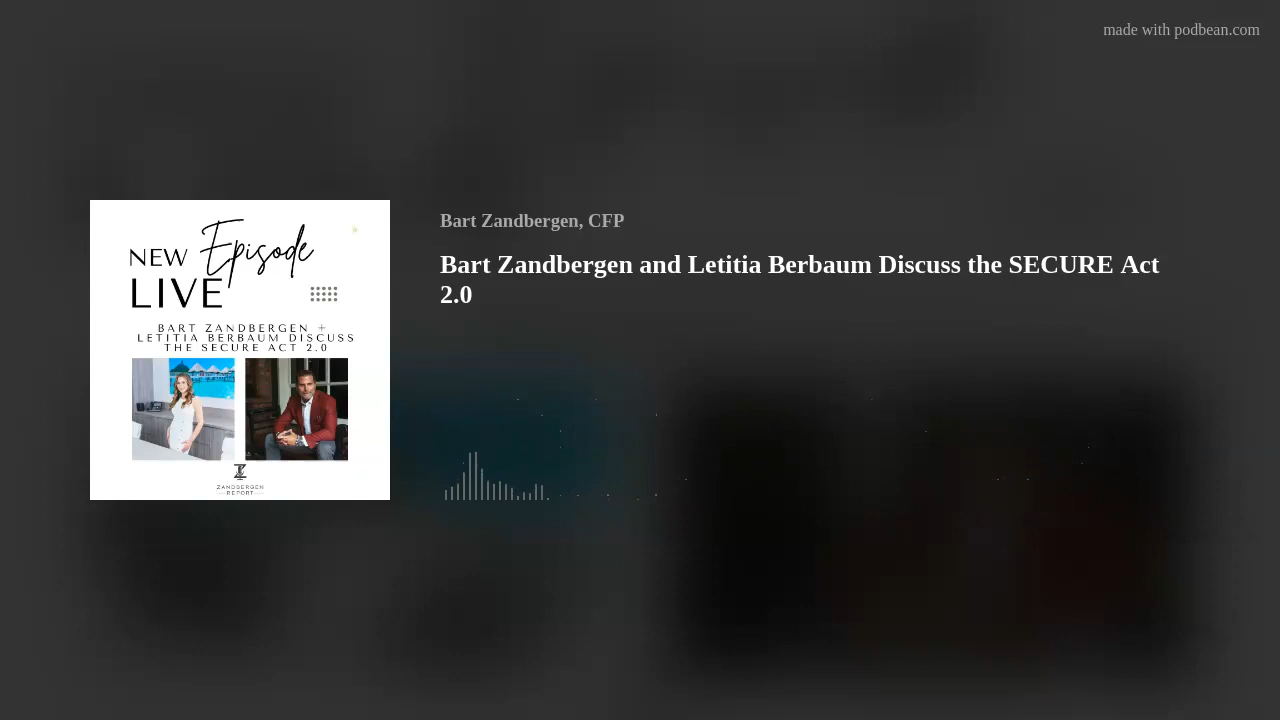 made with podbean.com
NEW Episode
LIVE
BART ZANDBERGEN +
LETITIA BERBAUM DISCUSS
THE SECURE ACT 2.0
ZANDBERGEN
REPORT
Bart Zandbergen, CFP
Bart Zandbergen and Letitia Berbaum Discuss the SECURE Act
2.0